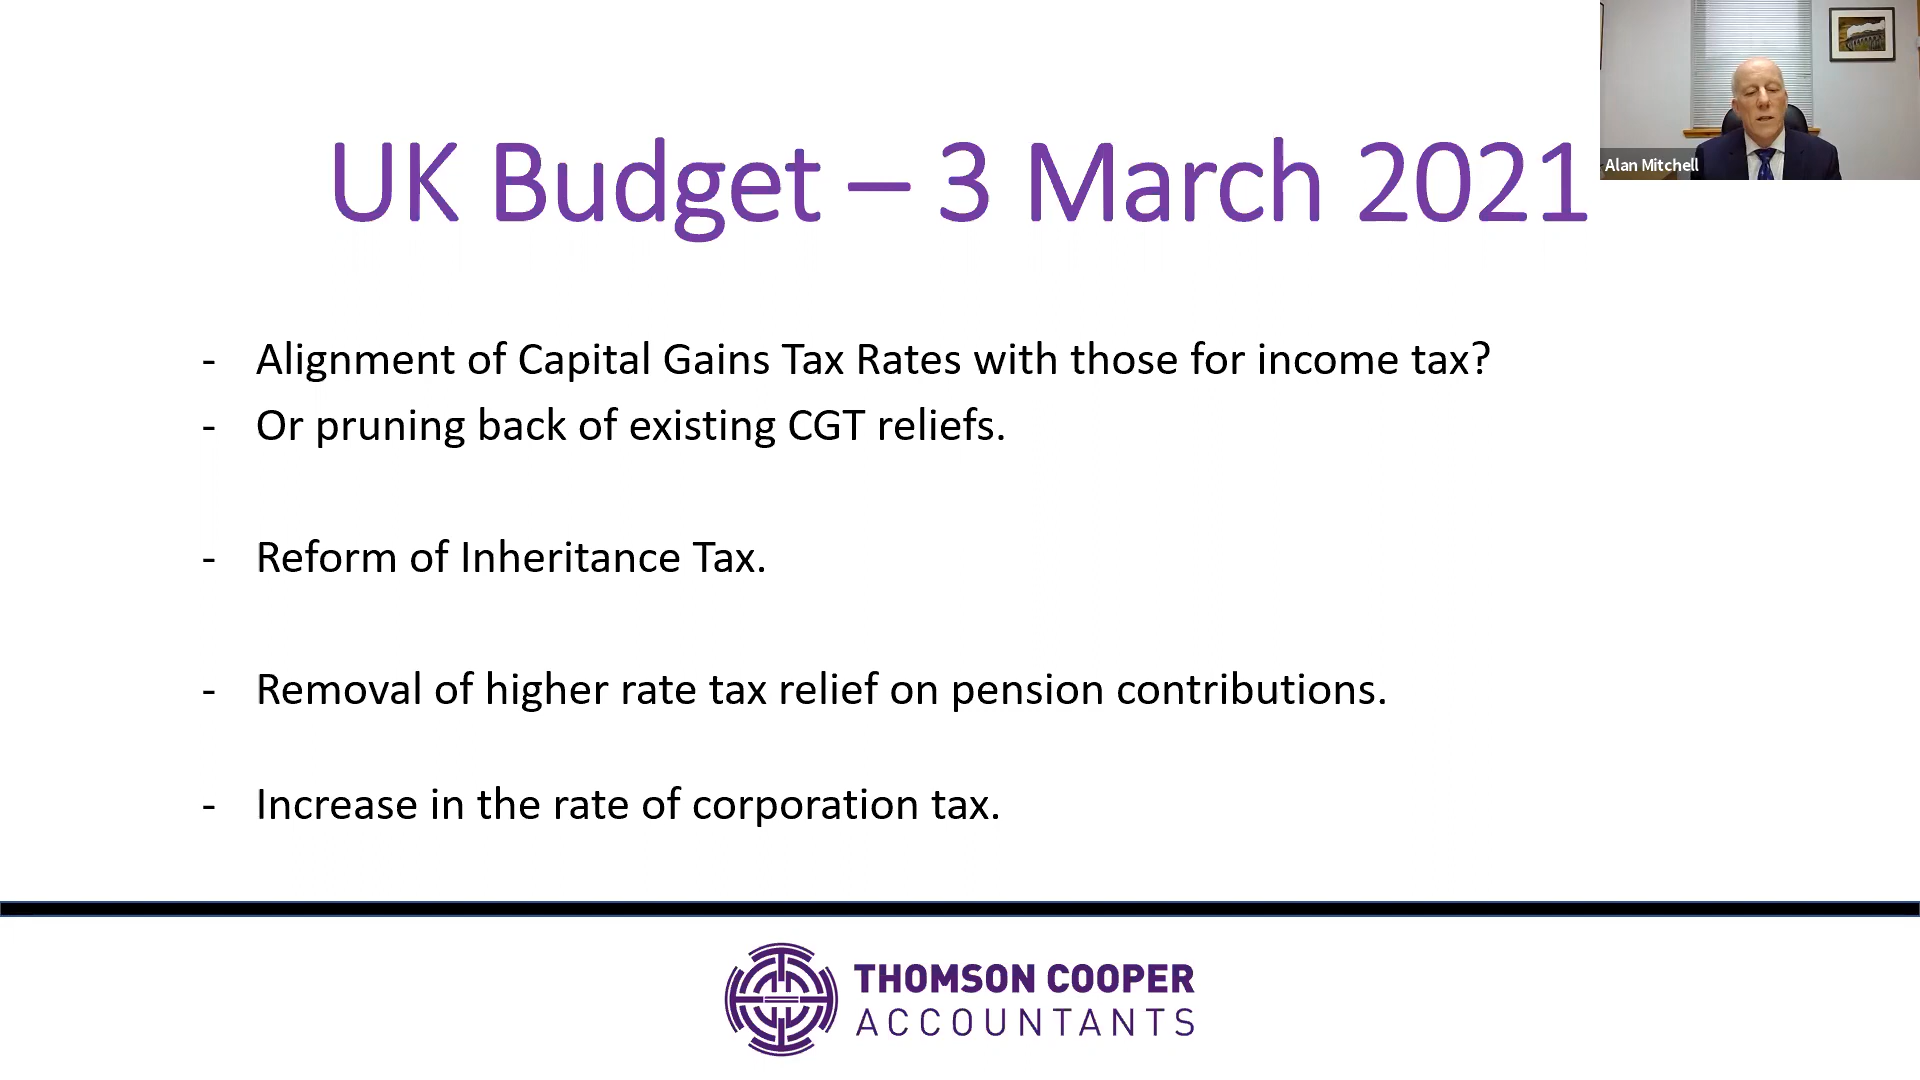 UK Budget – 3 March 2021
Alan Mitchell
- Alignment of Capital Gains Tax Rates with those for income tax?
- Or pruning back of existing CGT reliefs.
- Reform of Inheritance Tax.
- Removal of higher rate tax relief on pension contributions.
- Increase in the rate of corporation tax.
THOMSON COOPER
ACCOUNTANTS